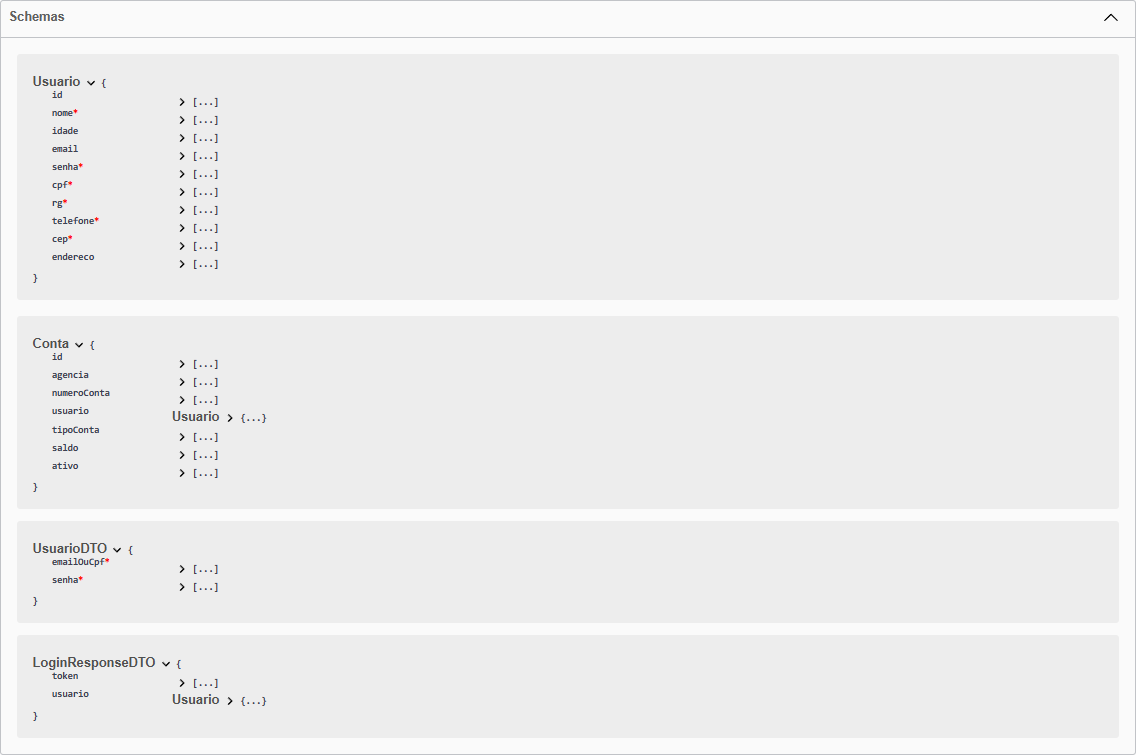 Schemas
Usuario {
id [...]
nome* [...]
idade [...]
email [...]
senha* [...]
cpf* [...]
rg* [...]
telefone* [...]
cep* [...]
endereco [...]
}
Conta {
id [...]
agencia [...]
numeroConta [...]
usuario Usuario {...}
tipoConta [...]
saldo [...]
ativo [...]
}
UsuarioDTO {
emailOuCpf* [...]
senha* [...]
}
LoginResponseDTO {
token [...]
usuario Usuario {...}
}